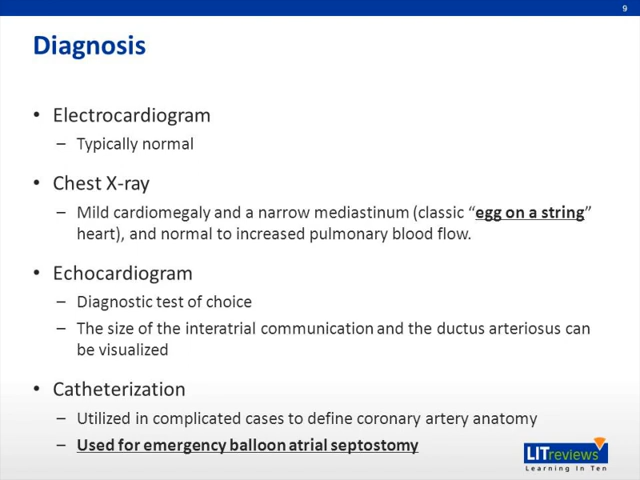 9
Diagnosis
• Electrocardiogram
– Typically normal
• Chest X-ray
– Mild cardiomegaly and a narrow mediastinum (classic “egg on a string”
heart), and normal to increased pulmonary blood flow.
• Echocardiogram
– Diagnostic test of choice
– The size of the interatrial communication and the ductus arteriosus can
be visualized
• Catheterization
– Utilized in complicated cases to define coronary artery anatomy
– Used for emergency balloon atrial septostomy
LITreviews
Learning In Ten